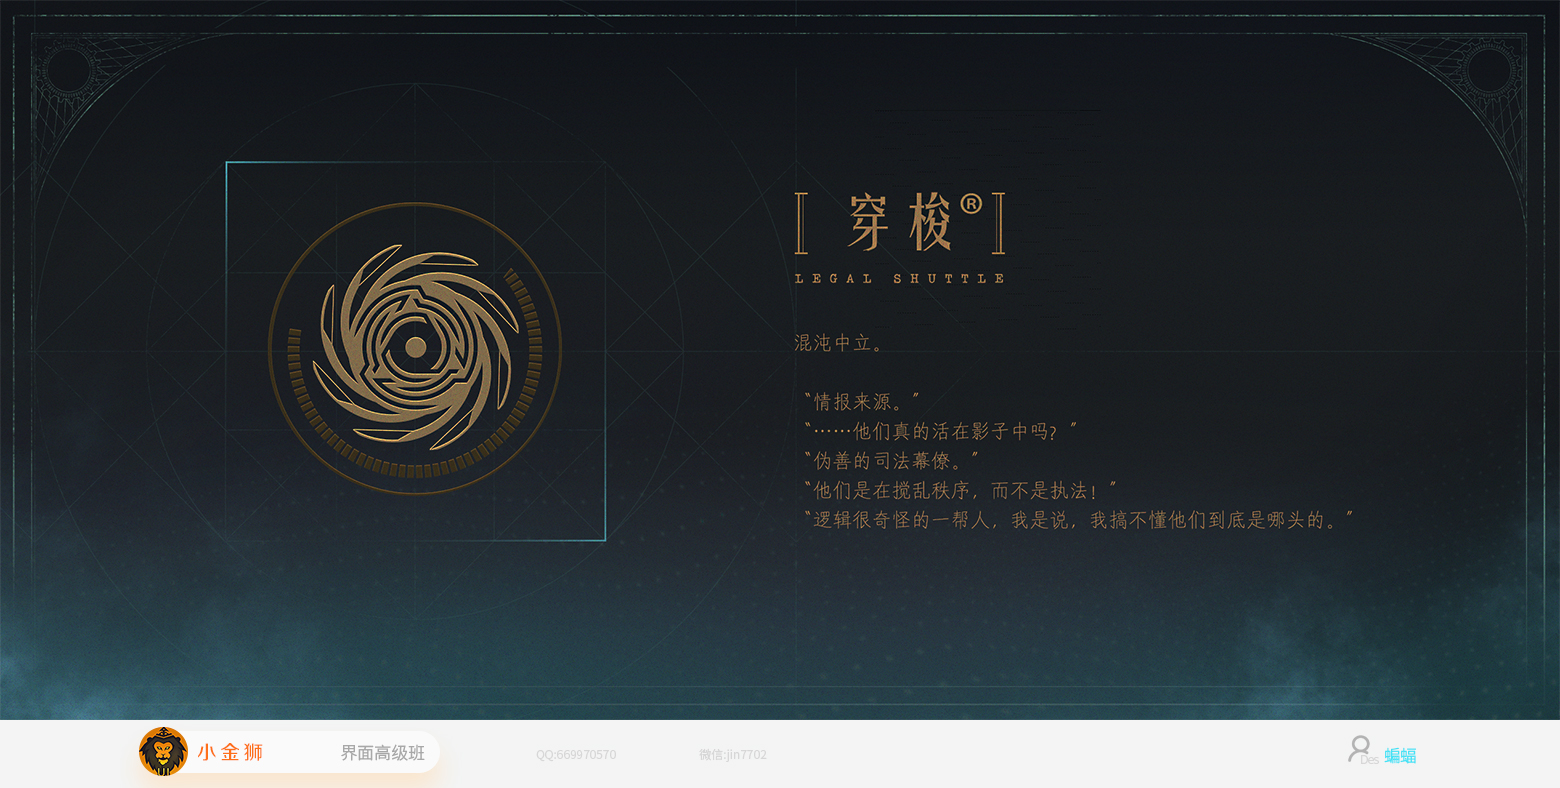 穿梭®
LEGAL SHUTTLE
混沌中立。
“情报来源。”
“……他们真的活在影子中吗？”
“伪善的司法幕僚。”
“他们是在搅乱秩序，而不是执法！”
“逻辑很奇怪的一帮人，我是说，我搞不懂他们到底是哪头的。”
小金狮 界面高级班 QQ:669970570 微信:jin7702 Des 蝙蝠